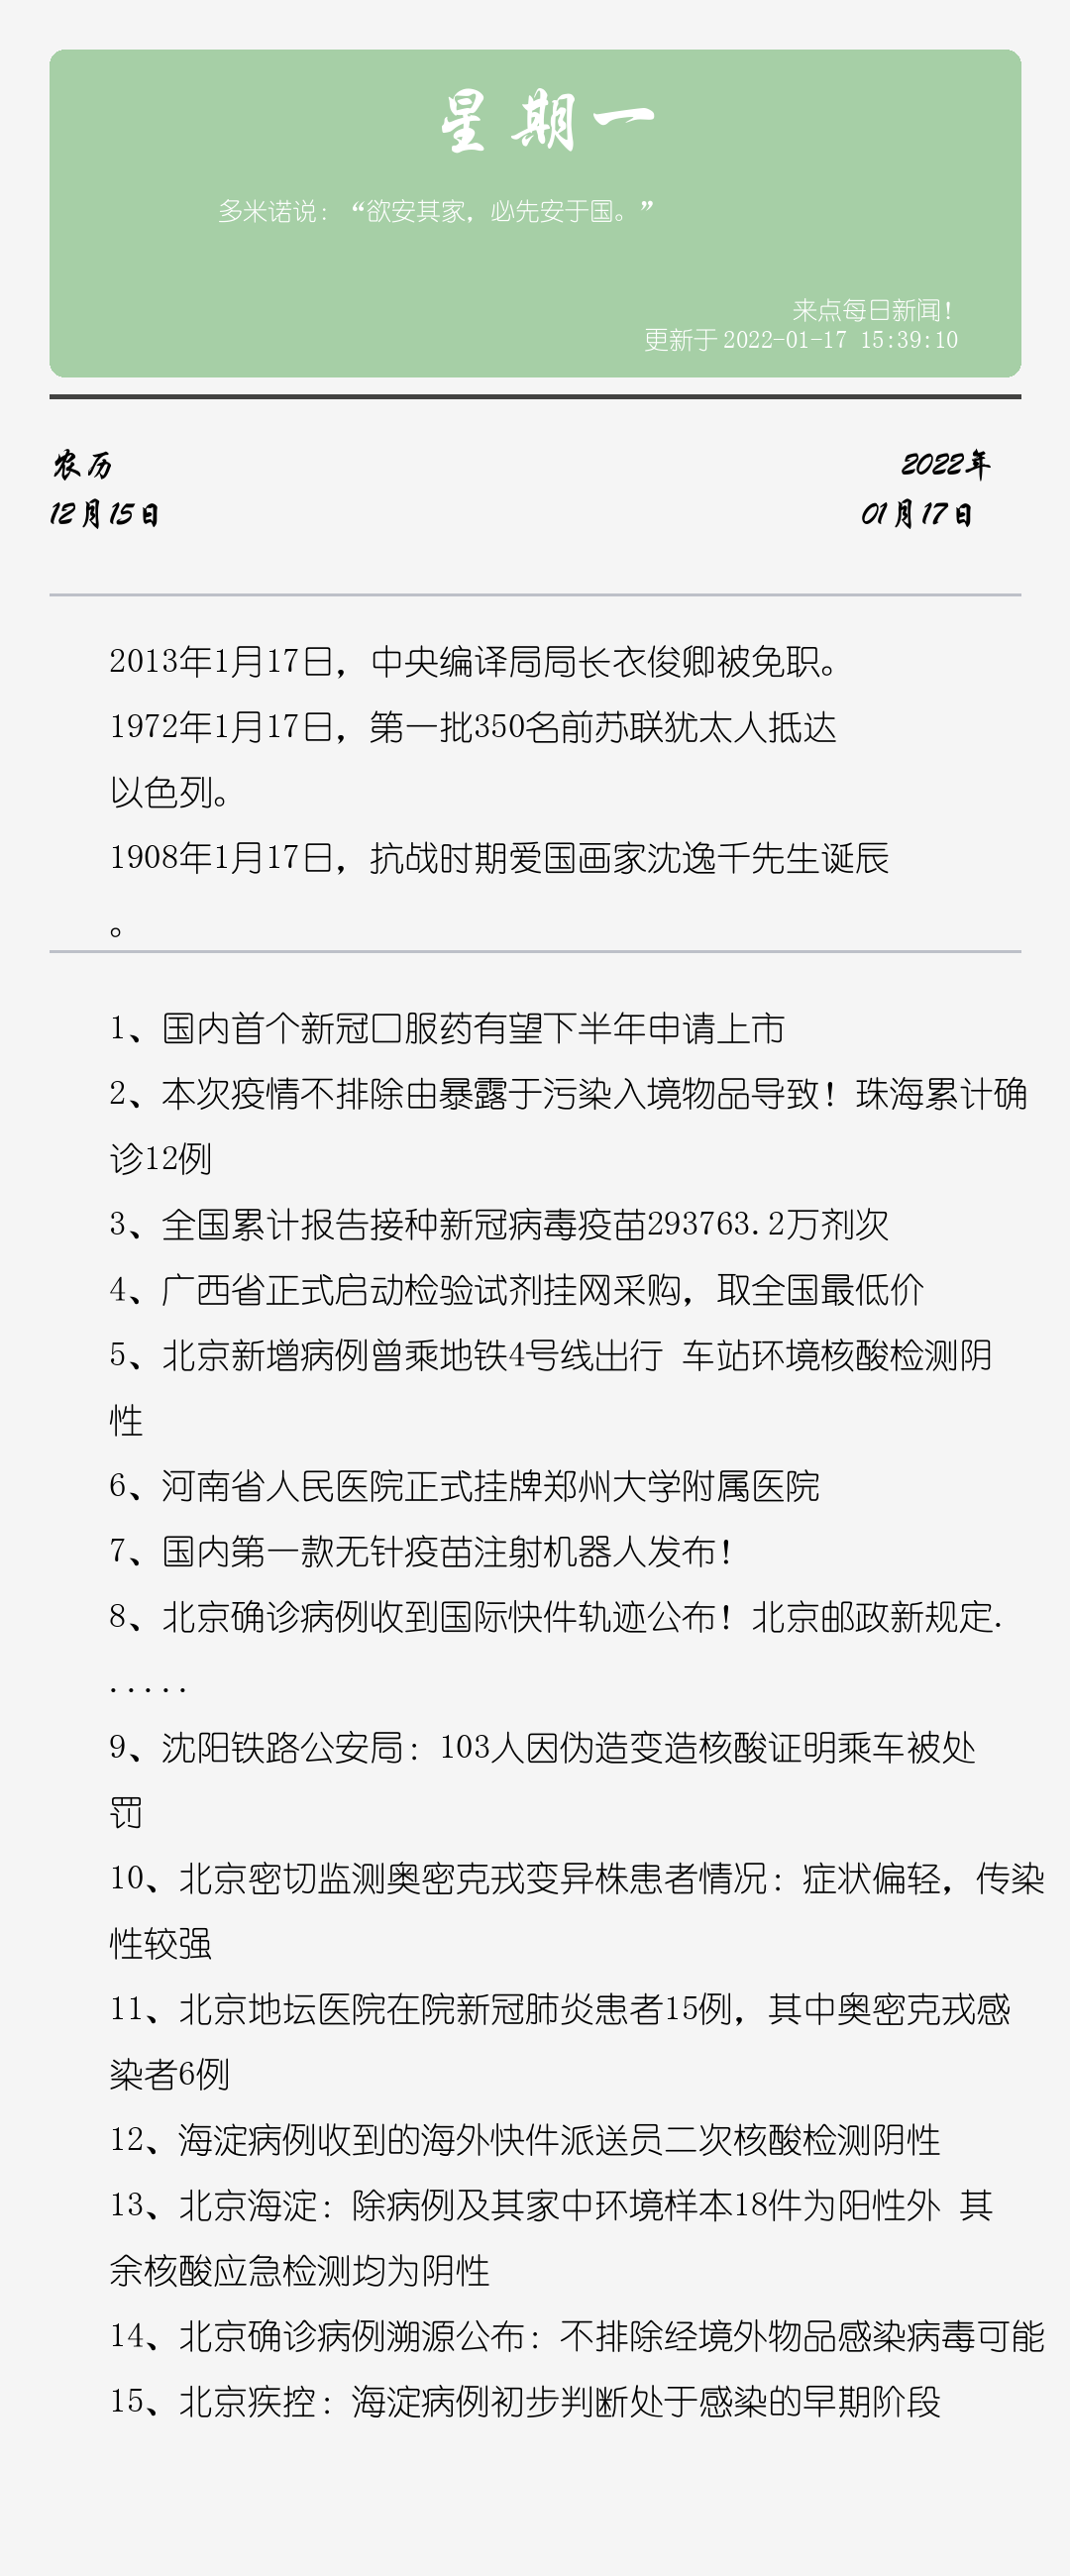 星期一
多米诺说：“欲安其家，必先安于国。”
来点每日新闻！
更新于 2022-01-17 15:39:10
农历
12月15日
2022年
01月17日
2013年1月17日，中央编译局局长衣俊卿被免职。
1972年1月17日，第一批350名前苏联犹太人抵达
以色列。
1908年1月17日，抗战时期爱国画家沈逸千先生诞辰
。
1、国内首个新冠口服药有望下半年申请上市
2、本次疫情不排除由暴露于污染入境物品导致！珠海累计确
诊12例
3、全国累计报告接种新冠病毒疫苗293763.2万剂次
4、广西省正式启动检验试剂挂网采购，取全国最低价
5、北京新增病例曾乘地铁4号线出行 车站环境核酸检测阴
性
6、河南省人民医院正式挂牌郑州大学附属医院
7、国内第一款无针疫苗注射机器人发布！
8、北京确诊病例收到国际快件轨迹公布！北京邮政新规定.
.....
9、沈阳铁路公安局：103人因伪造变造核酸证明乘车被处
罚
10、北京密切监测奥密克戎变异株患者情况：症状偏轻，传染
性较强
11、北京地坛医院在院新冠肺炎患者15例，其中奥密克戎感
染者6例
12、海淀病例收到的海外快件派送员二次核酸检测阴性
13、北京海淀：除病例及其家中环境样本18件为阳性外 其
余核酸应急检测均为阴性
14、北京确诊病例溯源公布：不排除经境外物品感染病毒可能
15、北京疾控：海淀病例初步判断处于感染的早期阶段